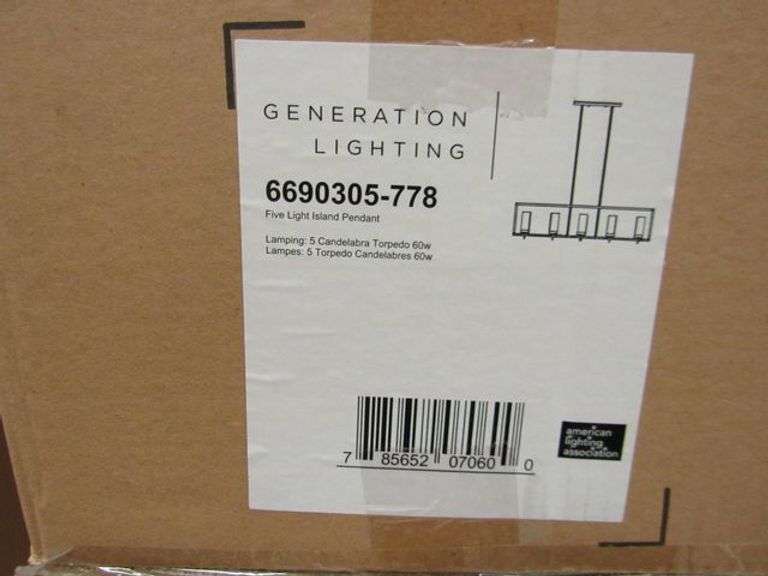 GENERATION
LIGHTING
6690305-778
Five Light Island Pendant
Lamping: 5 Candelabra Torpedo 60w
Lampes: 5 Torpedo Candelabres 60w
7 85652 07060 0
american
lighting
association